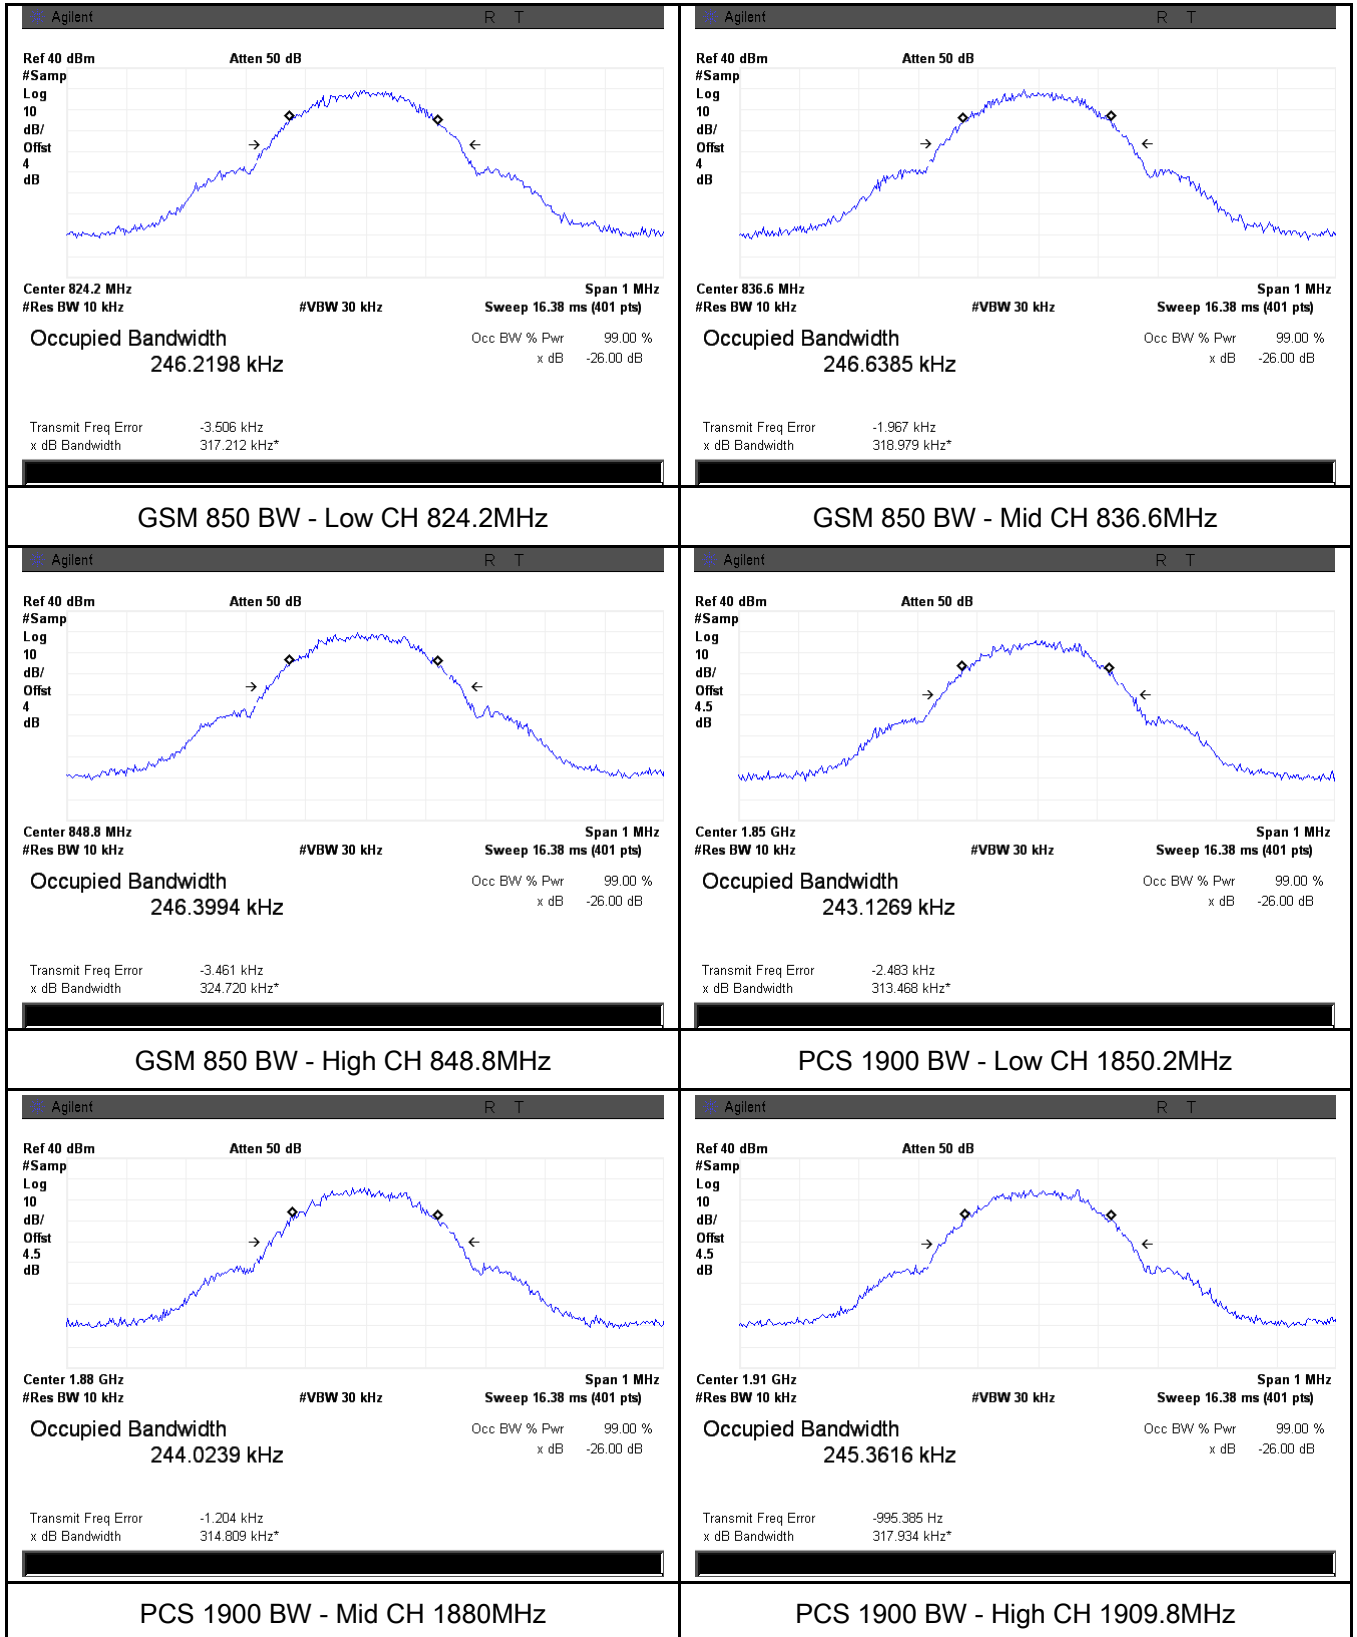 Agilent R T
Ref 40 dBm Atten 50 dB
#Samp
Log
10
dB/
Offst
4
dB
Center 824.2 MHz Span 1 MHz
#Res BW 10 kHz #VBW 30 kHz Sweep 16.38 ms (401 pts)
Occupied Bandwidth Occ BW % Pwr 99.00 %
246.2198 kHz x dB -26.00 dB
Transmit Freq Error -3.506 kHz
x dB Bandwidth 317.212 kHz*
GSM 850 BW - Low CH 824.2MHz
Agilent R T
Ref 40 dBm Atten 50 dB
#Samp
Log
10
dB/
Offst
4
dB
Center 836.6 MHz Span 1 MHz
#Res BW 10 kHz #VBW 30 kHz Sweep 16.38 ms (401 pts)
Occupied Bandwidth Occ BW % Pwr 99.00 %
246.6385 kHz x dB -26.00 dB
Transmit Freq Error -1.967 kHz
x dB Bandwidth 318.979 kHz*
GSM 850 BW - Mid CH 836.6MHz
Agilent R T
Ref 40 dBm Atten 50 dB
#Samp
Log
10
dB/
Offst
4
dB
Center 848.8 MHz Span 1 MHz
#Res BW 10 kHz #VBW 30 kHz Sweep 16.38 ms (401 pts)
Occupied Bandwidth Occ BW % Pwr 99.00 %
246.3994 kHz x dB -26.00 dB
Transmit Freq Error -3.461 kHz
x dB Bandwidth 324.720 kHz*
GSM 850 BW - High CH 848.8MHz
Agilent R T
Ref 40 dBm Atten 50 dB
#Samp
Log
10
dB/
Offst
4.5
dB
Center 1.85 GHz Span 1 MHz
#Res BW 10 kHz #VBW 30 kHz Sweep 16.38 ms (401 pts)
Occupied Bandwidth Occ BW % Pwr 99.00 %
243.1269 kHz x dB -26.00 dB
Transmit Freq Error -2.483 kHz
x dB Bandwidth 313.468 kHz*
PCS 1900 BW - Low CH 1850.2MHz
Agilent R T
Ref 40 dBm Atten 50 dB
#Samp
Log
10
dB/
Offst
4.5
dB
Center 1.88 GHz Span 1 MHz
#Res BW 10 kHz #VBW 30 kHz Sweep 16.38 ms (401 pts)
Occupied Bandwidth Occ BW % Pwr 99.00 %
244.0239 kHz x dB -26.00 dB
Transmit Freq Error -1.204 kHz
x dB Bandwidth 314.809 kHz*
PCS 1900 BW - Mid CH 1880MHz
Agilent R T
Ref 40 dBm Atten 50 dB
#Samp
Log
10
dB/
Offst
4.5
dB
Center 1.91 GHz Span 1 MHz
#Res BW 10 kHz #VBW 30 kHz Sweep 16.38 ms (401 pts)
Occupied Bandwidth Occ BW % Pwr 99.00 %
245.3616 kHz x dB -26.00 dB
Transmit Freq Error -995.385 Hz
x dB Bandwidth 317.934 kHz*
PCS 1900 BW - High CH 1909.8MHz